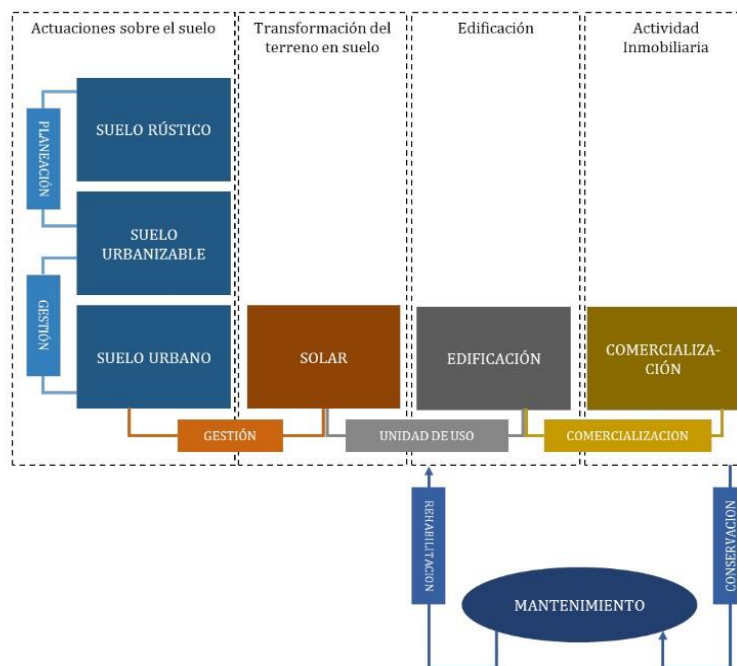 Actuaciones sobre el suelo
Transformación del
terreno en suelo
Edificación
Actividad
Inmobiliaria
PLANEACIÓN
SUELO RÚSTICO
SUELO
URBANIZABLE
GESTIÓN
SUELO URBANO
SOLAR
EDIFICACIÓN
COMERCIALIZA-
CIÓN
GESTIÓN
UNIDAD DE USO
COMERCIALIZACION
REHABILITACION
CONSERVACION
MANTENIMIENTO